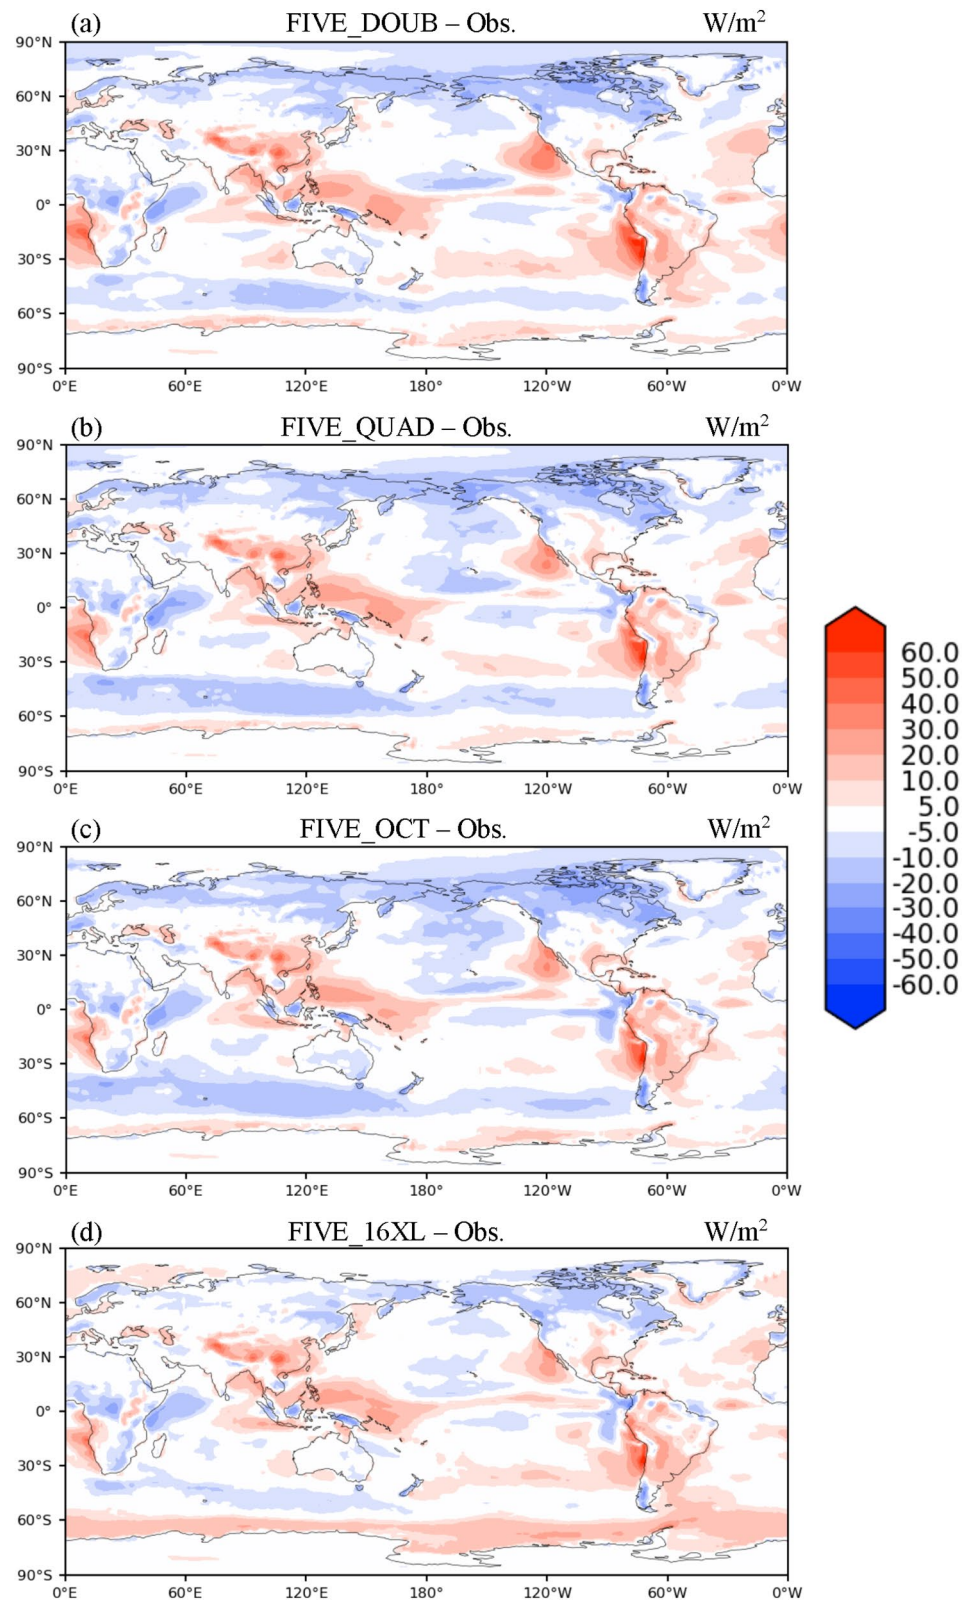 (a) FIVE_DOUB – Obs. W/m²
90°N
60°N
30°N
0°
30°S
60°S
90°S
0°E 60°E 120°E 180° 120°W 60°W 0°W
(b) FIVE_QUAD – Obs. W/m²
90°N
60°N
30°N
0°
30°S
60°S
90°S
0°E 60°E 120°E 180° 120°W 60°W 0°W
(c) FIVE_OCT – Obs. W/m²
90°N
60°N
30°N
0°
30°S
60°S
90°S
0°E 60°E 120°E 180° 120°W 60°W 0°W
(d) FIVE_16XL – Obs. W/m²
90°N
60°N
30°N
0°
30°S
60°S
90°S
0°E 60°E 120°E 180° 120°W 60°W 0°W
60.0
50.0
40.0
30.0
20.0
10.0
5.0
-5.0
-10.0
-20.0
-30.0
-40.0
-50.0
-60.0